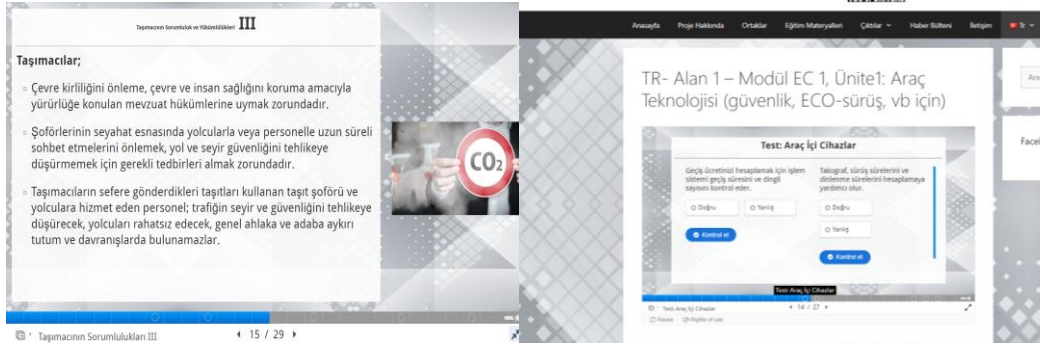 Taşımacının Sorumluluk ve Yükümlülükleri III
Taşımacılar;
Çevre kirliliğini önleme, çevre ve insan sağlığını koruma amacıyla
yürürlüğe konulan mevzuat hükümlerine uymak zorundadır.
Şoförlerinin seyahat esnasında yolcularla veya personelle uzun süreli
sohbet etmelerini önlemek, yol ve seyir güvenliğini tehlikeye
düşürmemek için gerekli tedbirleri almak zorundadır.
Taşımacıların sefere gönderdikleri taşıtları kullanan taşıt şoförü ve
yolculara hizmet eden personel; trafiğin seyir ve güvenliğini tehlikeye
düşürecek, yolcuları rahatsız edecek, genel ahlaka ve adaba aykırı
tutum ve davranışlarda bulunamazlar.
CO2
Taşımacının Sorumlulukları III
15 / 29
Anasayfa Proje Hakkında Ortaklar Eğitim Materyalleri Çıktılar Haber Bülteni İletişim Tr
TR- Alan 1 – Modül EC 1, Ünite1: Araç
Teknolojisi (güvenlik, ECO-sürüş, vb için)
Test: Araç İçi Cihazlar
Geçiş ücretinizi hesaplamak için işlem
sistemi geçiş süresini ve dingil
sayısını kontrol eder.
Doğru Yanlış
Kontrol et
Takograf, sürüş sürelerini ve
dinlenme sürelerini hesaplamaya
yardımcı olur.
Doğru
Yanlış
Kontrol et
Test: Araç İçi Cihazlar
Test: Araç İçi Cihazlar
14 / 27
Reuse Rights of use
Ara
Face